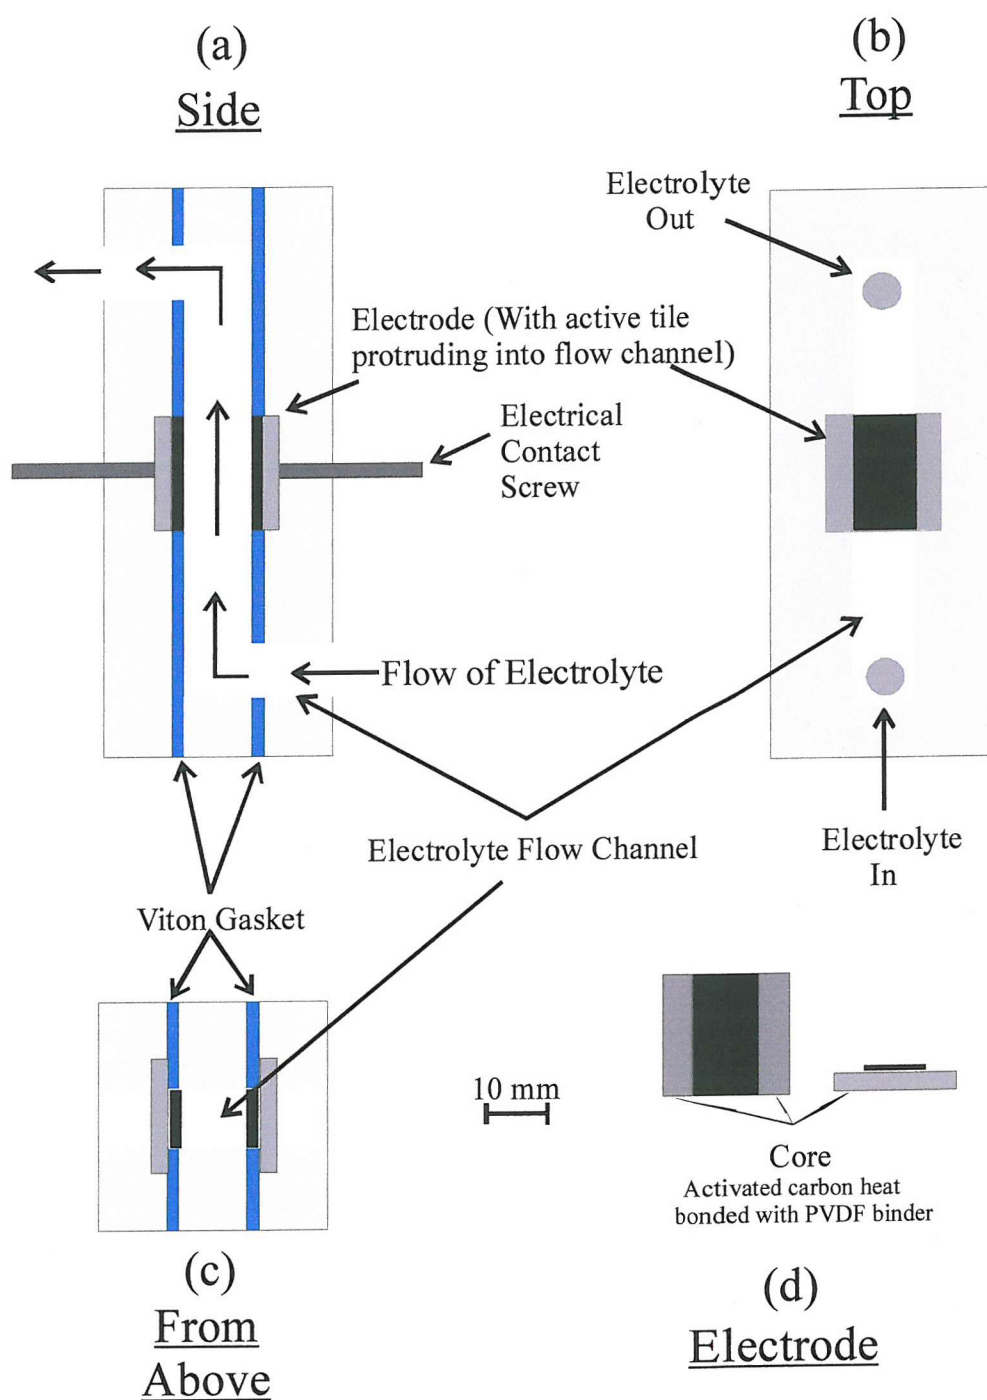 (a)
Side
(b)
Top
Electrolyte
Out
Electrode (With active tile
protruding into flow channel)
Electrical
Contact
Screw
Flow of Electrolyte
Electrolyte Flow Channel
Electrolyte
In
Viton Gasket
10 mm
Core
Activated carbon heat
bonded with PVDF binder
(c)
From
Above
(d)
Electrode